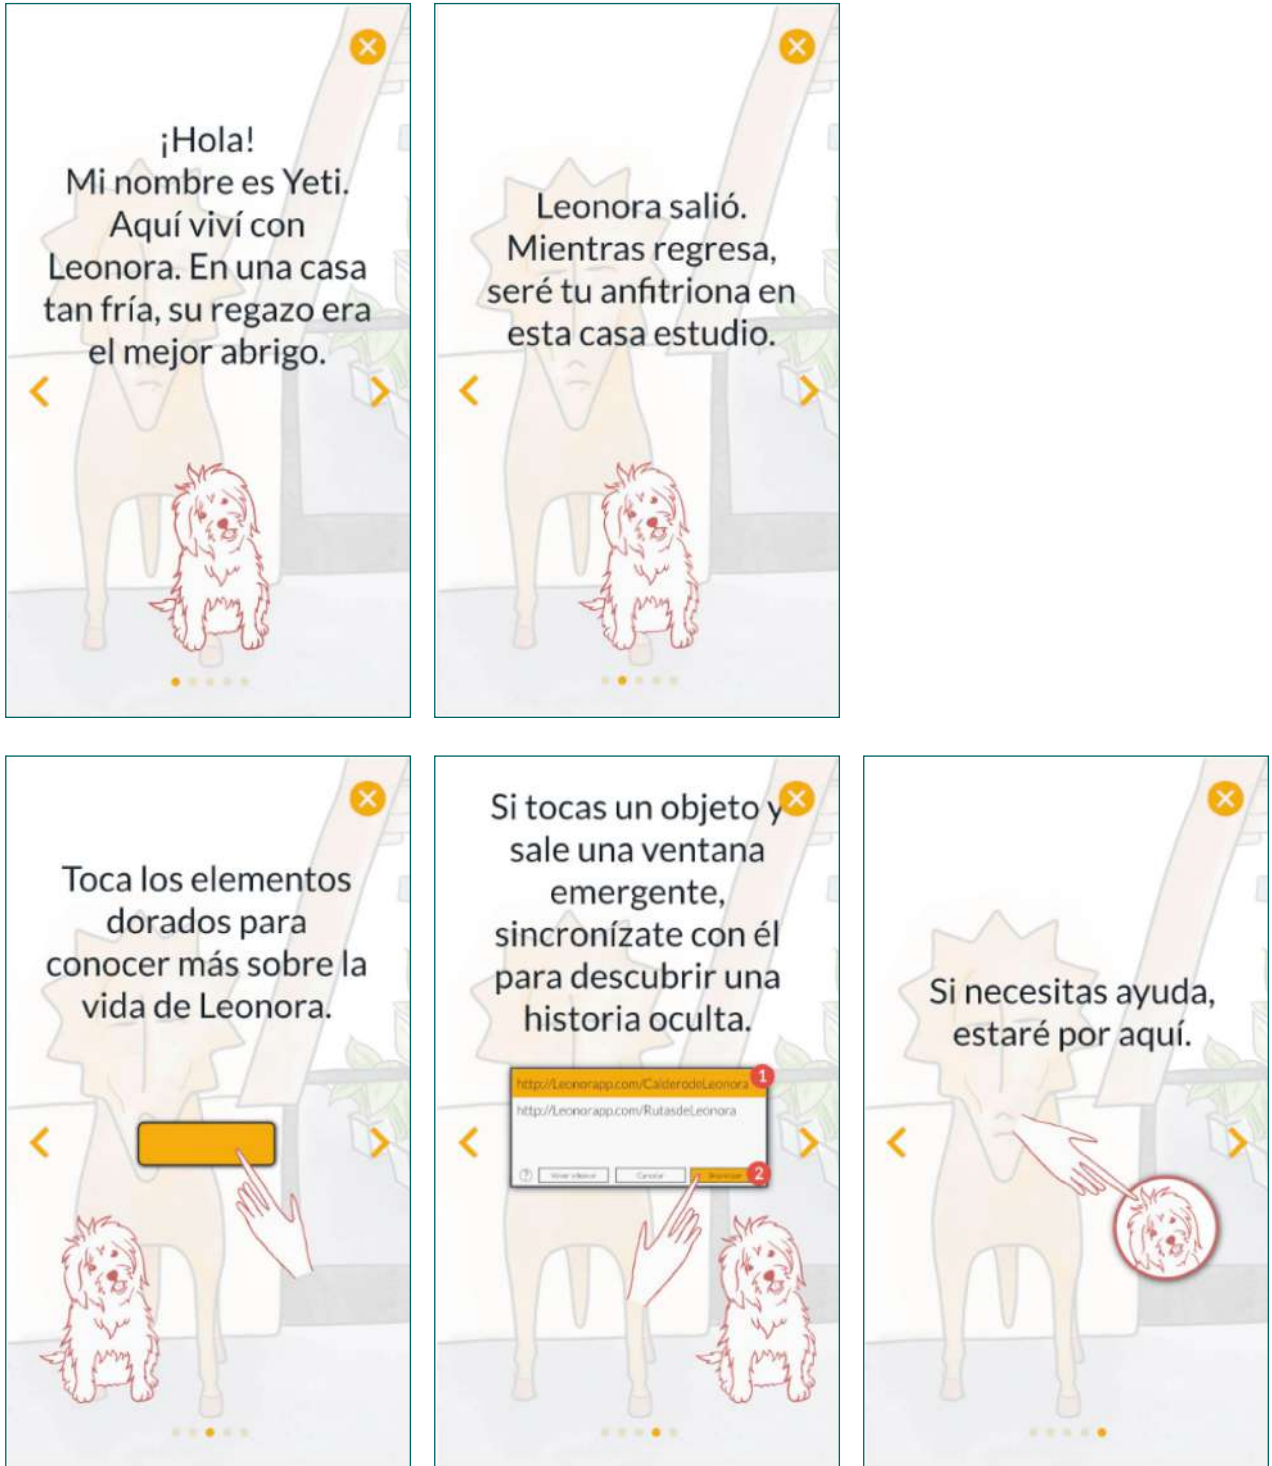 ¡Hola!
Mi nombre es Yeti.
Aquí viví con
Leonora. En una casa
tan fría, su regazo era
el mejor abrigo.
Leonora salió.
Mientras regresa,
seré tu anfitriona en
esta casa estudio.
Toca los elementos
dorados para
conocer más sobre la
vida de Leonora.
Si tocas un objeto y
sale una ventana
emergente,
sincronízate con él
para descubrir una
historia oculta.
http://Leonorapp.com/CalderodeLeonora 1
http://Leonorapp.com/RutasdeLeonora
? Cancelar 2
Si necesitas ayuda,
estaré por aquí.